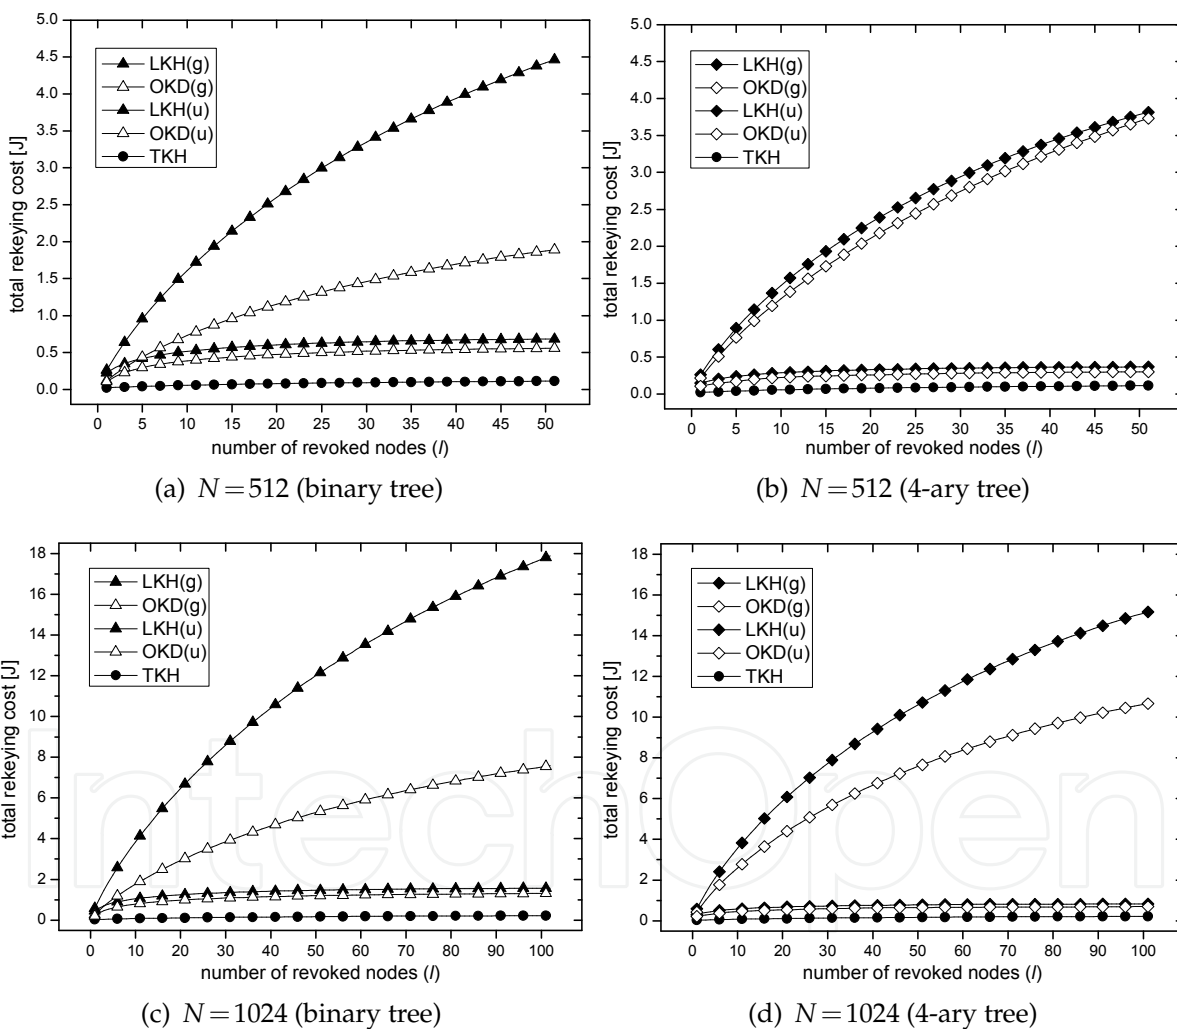 5.0
4.5
4.0
3.5
3.0
2.5
2.0
1.5
1.0
0.5
0.0
total rekeying cost [J]
LKH(g)
OKD(g)
LKH(u)
OKD(u)
TKH
0 5 10 15 20 25 30 35 40 45 50
number of revoked nodes (l)
(a) N=512 (binary tree)
5.0
4.5
4.0
3.5
3.0
2.5
2.0
1.5
1.0
0.5
0.0
total rekeying cost [J]
LKH(g)
OKD(g)
LKH(u)
OKD(u)
TKH
0 5 10 15 20 25 30 35 40 45 50
number of revoked nodes (l)
(b) N=512 (4-ary tree)
18
16
14
12
10
8
6
4
2
0
total rekeying cost [J]
LKH(g)
OKD(g)
LKH(u)
OKD(u)
TKH
0 10 20 30 40 50 60 70 80 90 100
number of revoked nodes (l)
(c) N=1024 (binary tree)
18
16
14
12
10
8
6
4
2
0
total rekeying cost [J]
LKH(g)
OKD(g)
LKH(u)
OKD(u)
TKH
0 10 20 30 40 50 60 70 80 90 100
number of revoked nodes (l)
(d) N=1024 (4-ary tree)
ntechOpen